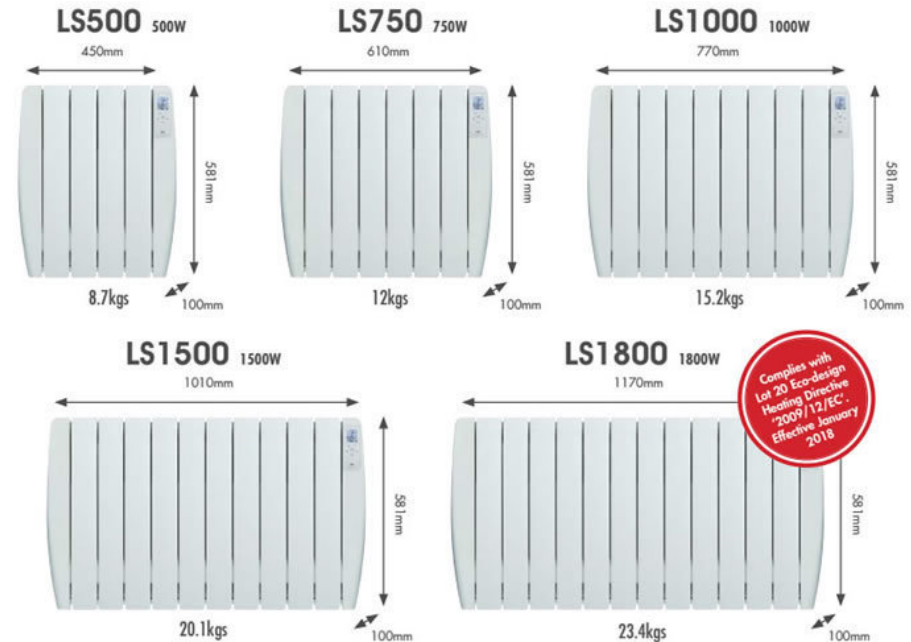 LS500 500W
450mm
581mm
8.7kgs
100mm
LS750 750W
610mm
581mm
12kgs
100mm
LS1000 1000W
770mm
581mm
15.2kgs
100mm
LS1500 1500W
1010mm
581mm
20.1kgs
100mm
LS1800 1800W
1170mm
581mm
23.4kgs
100mm
Complies with
Lot 20 Eco-design
Heating Directive
'2009/12/EC'.
Effective January
2018